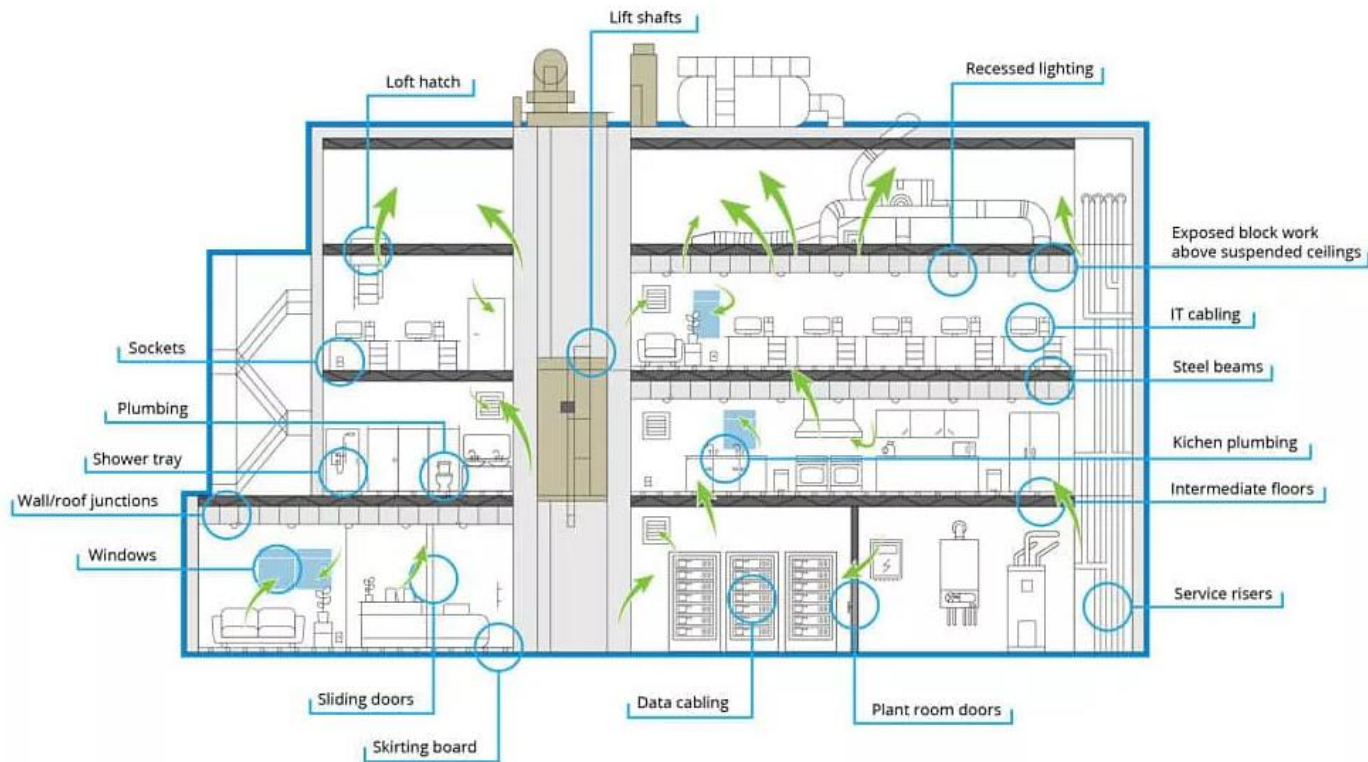 Lift shafts
Loft hatch
Recessed lighting
Exposed block work
above suspended ceilings
IT cabling
Sockets
Steel beams
Plumbing
Kichen plumbing
Shower tray
Intermediate floors
Wall/roof junctions
Windows
Service risers
Sliding doors
Data cabling
Plant room doors
Skirting board